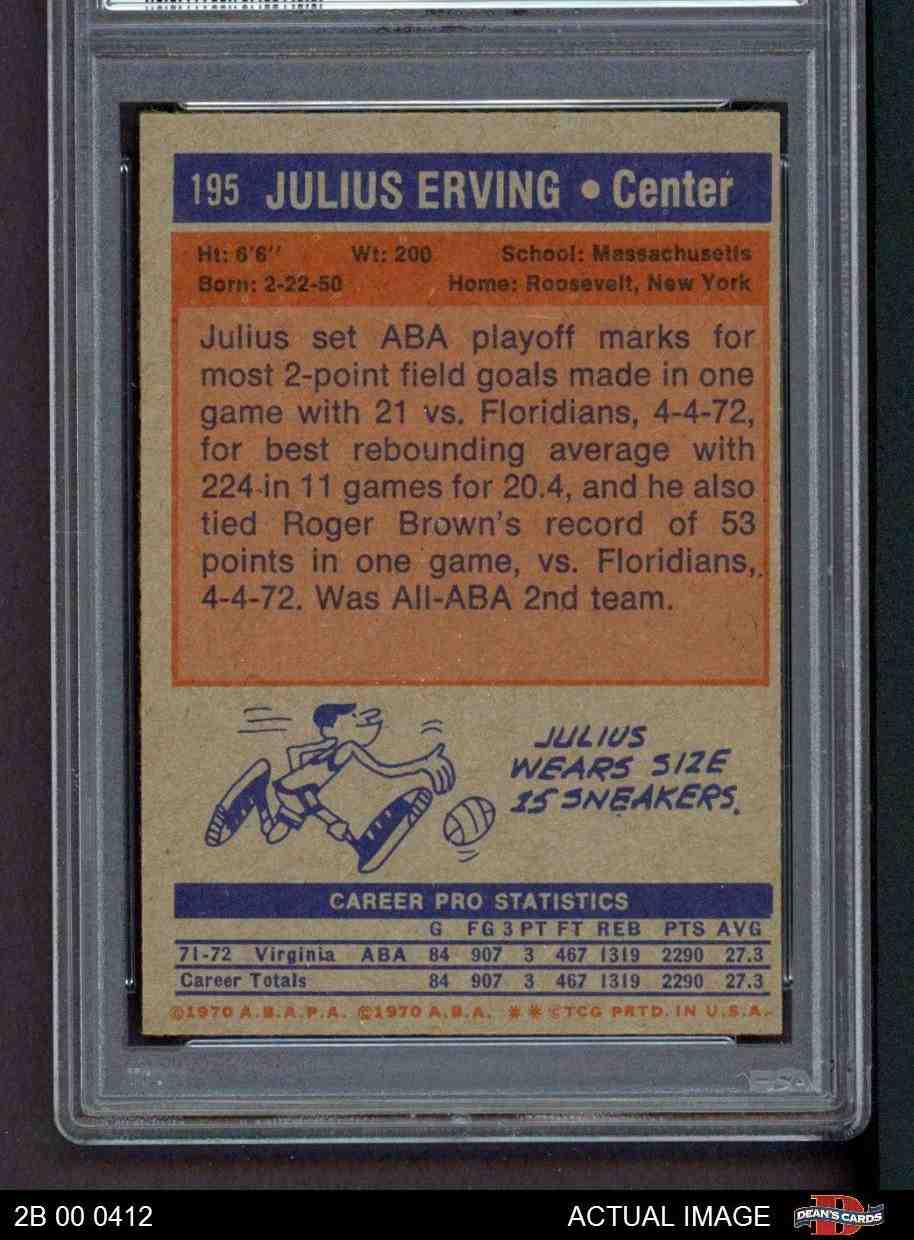 195 JULIUS ERVING • Center
Ht: 6'6'' Wt: 200 School: Massachusetts
Born: 2-22-50 Home: Roosevelt, New York
Julius set ABA playoff marks for
most 2-point field goals made in one
game with 21 vs. Floridians, 4-4-72,
for best rebounding average with
224 in 11 games for 20.4, and he also
tied Roger Brown's record of 53
points in one game, vs. Floridians,
4-4-72. Was All-ABA 2nd team.
JULIUS
WEARS SIZE
15 SNEAKERS.
CAREER PRO STATISTICS
G FG 3PT FT REB PTS AVG
71-72 Virginia ABA 84 907 3 467 1319 2290 27.3
Career Totals 84 907 3 467 1319 2290 27.3
©1970 A.B.A.P.A. ©1970 A.B.A. ** ©TCG PRTD. IN U.S.A.
PSA
2B 00 0412 ACTUAL IMAGE DEAN'S CARDS